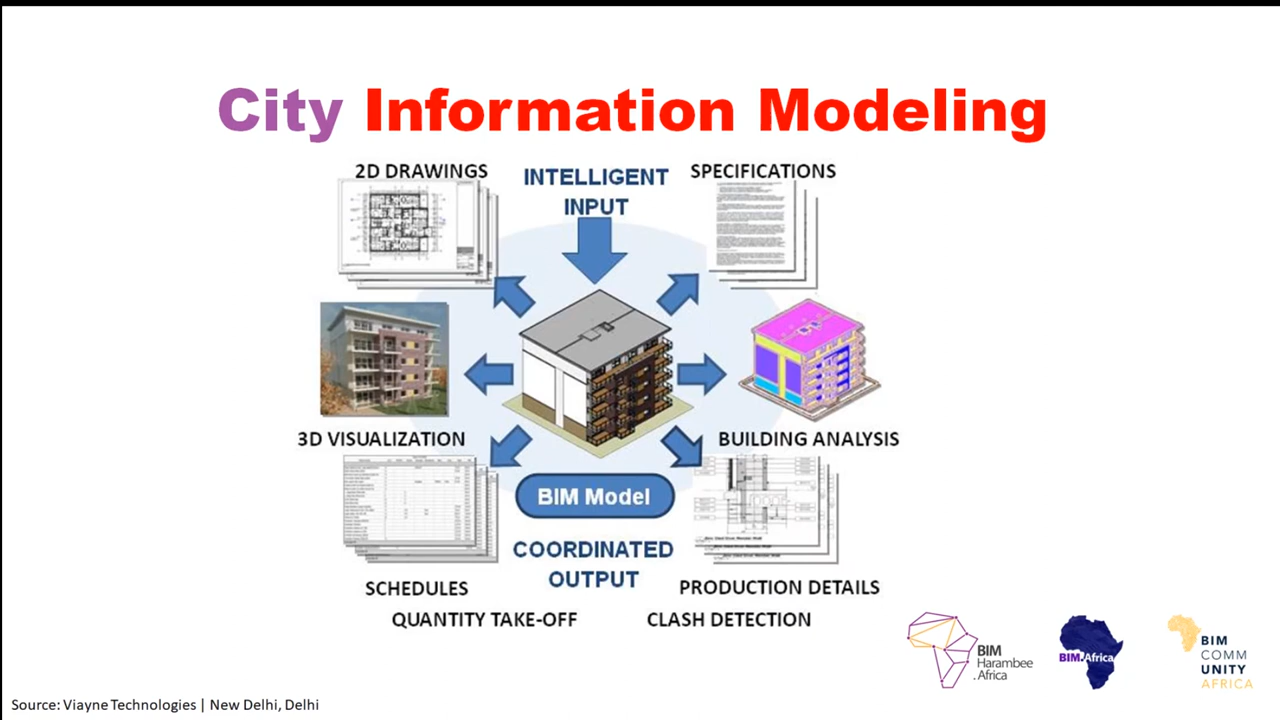 City Information Modeling
2D DRAWINGS
INTELLIGENT
INPUT
SPECIFICATIONS
3D VISUALIZATION
BUILDING ANALYSIS
BIM Model
COORDINATED
OUTPUT
SCHEDULES
PRODUCTION DETAILS
QUANTITY TAKE-OFF
CLASH DETECTION
BIM
Harambee
.Africa
BIM.Africa
BIM
COMM
UNITY
AFRICA
Source: Viayne Technologies | New Delhi, Delhi